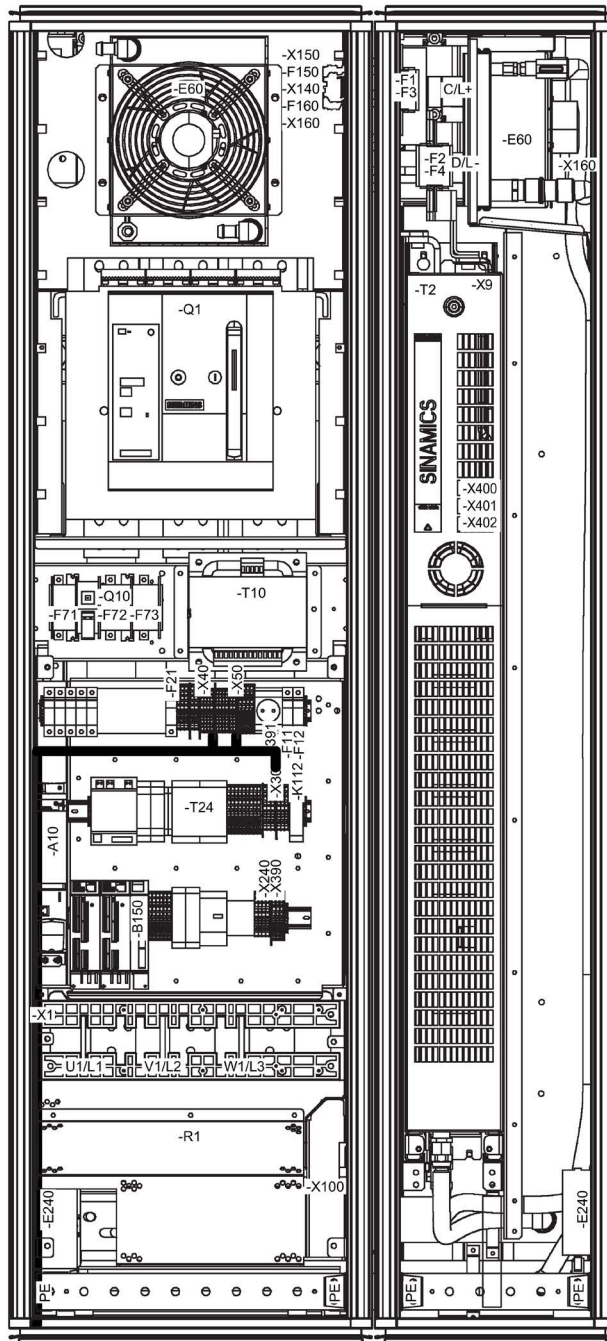 -X150
-F150
-X140
-F160
-X160
-E60
-Q1
SIEMENS
-Q10
-F71
-F72
-F73
-T10
-F21
-X40
-X50
-F11
-F12
-K112
-T24
-A10
-B150
-X240
-X390
-X1
U1/L1
V1/L2
W1/L3
-R1
-X100
-E240
PE
PE
-F1
-F3
C/L+
-F2
-F4
D/L-
-E60
-X160
-T2
-X9
SINAMICS
-X400
-X401
-X402
-E240
PE
PE